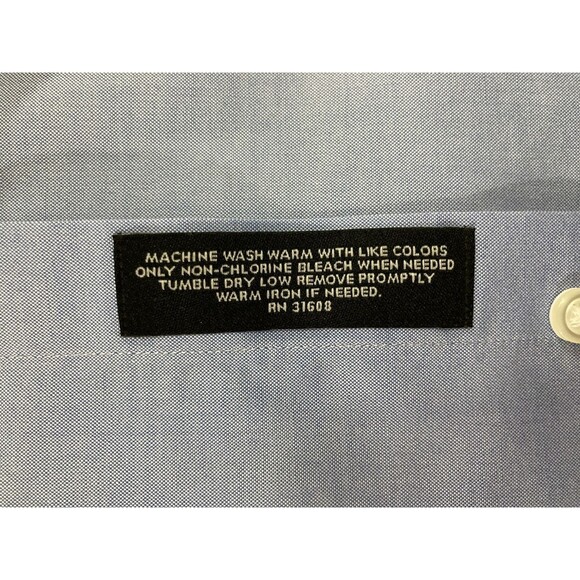 MACHINE WASH WARM WITH LIKE COLORS
ONLY NON-CHLORINE BLEACH WHEN NEEDED
TUMBLE DRY LOW REMOVE PROMPTLY
WARM IRON IF NEEDED.
RN 31608